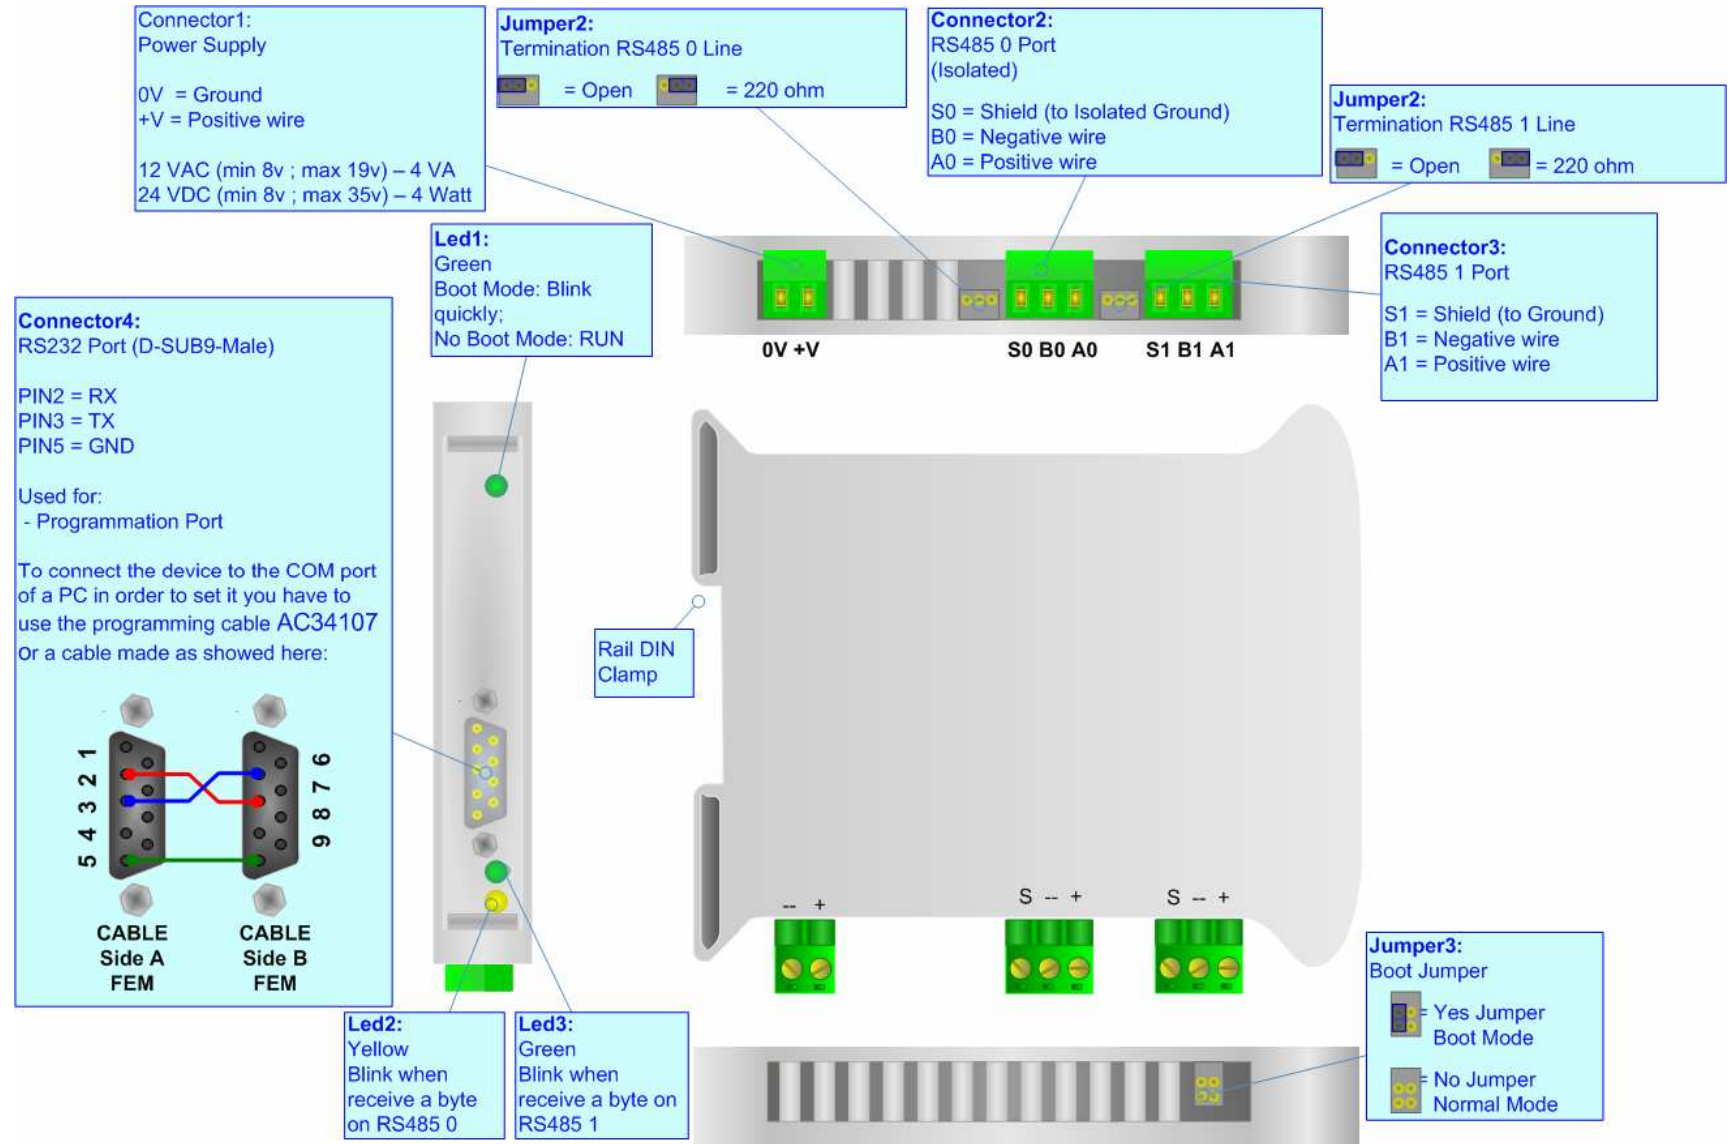 Connector1:
Power Supply
0V = Ground
+V = Positive wire
12 VAC (min 8v ; max 19v) – 4 VA
24 VDC (min 8v ; max 35v) – 4 Watt
Jumper2:
Termination RS485 0 Line
= Open = 220 ohm
Connector2:
RS485 0 Port
(Isolated)
S0 = Shield (to Isolated Ground)
B0 = Negative wire
A0 = Positive wire
Jumper2:
Termination RS485 1 Line
= Open = 220 ohm
Led1:
Green
Boot Mode: Blink
quickly;
No Boot Mode: RUN
Connector3:
RS485 1 Port
S1 = Shield (to Ground)
B1 = Negative wire
A1 = Positive wire
0V +V S0 B0 A0 S1 B1 A1
Connector4:
RS232 Port (D-SUB9-Male)
PIN2 = RX
PIN3 = TX
PIN5 = GND
Used for:
- Programmation Port
To connect the device to the COM port
of a PC in order to set it you have to
use the programming cable AC34107
or a cable made as showed here:
1
2
3
4
5
6
7
8
9
CABLE
Side A
FEM
CABLE
Side B
FEM
Rail DIN
Clamp
-- +
S -- +
S -- +
Led2:
Yellow
Blink when
receive a byte
on RS485 0
Led3:
Green
Blink when
receive a byte on
RS485 1
Jumper3:
Boot Jumper
= Yes Jumper
Boot Mode
= No Jumper
Normal Mode